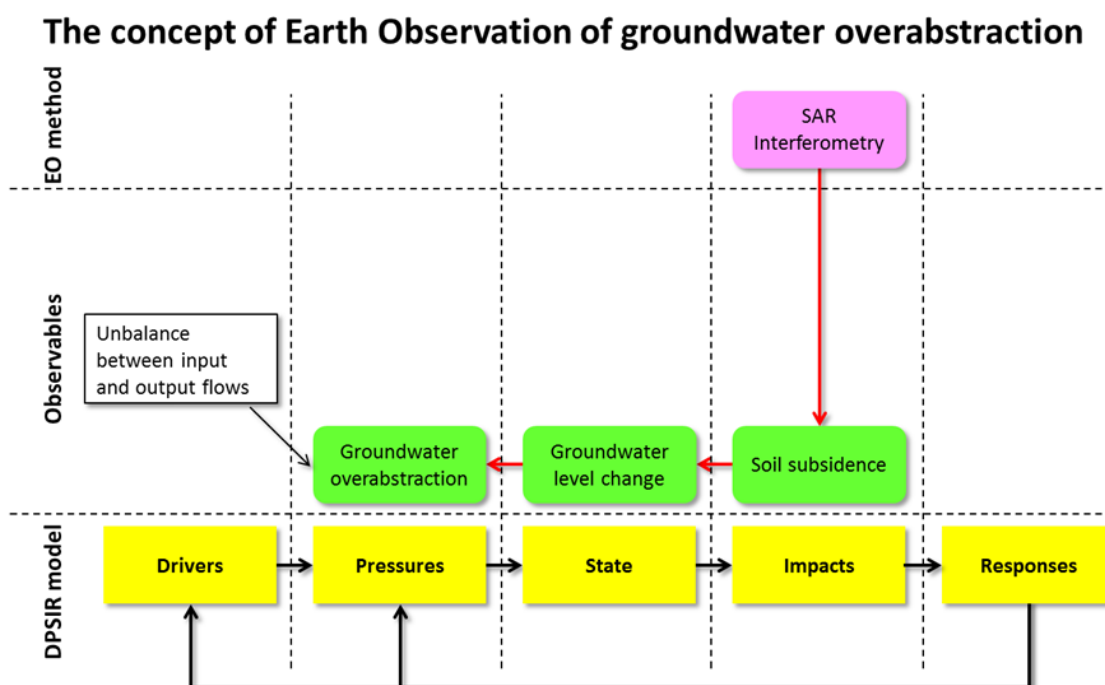 The concept of Earth Observation of groundwater overabstraction
EO method
SAR
Interferometry
Observables
Unbalance
between input
and output flows
Groundwater
overabstraction
Groundwater
level change
Soil subsidence
DPSIR model
Drivers
Pressures
State
Impacts
Responses